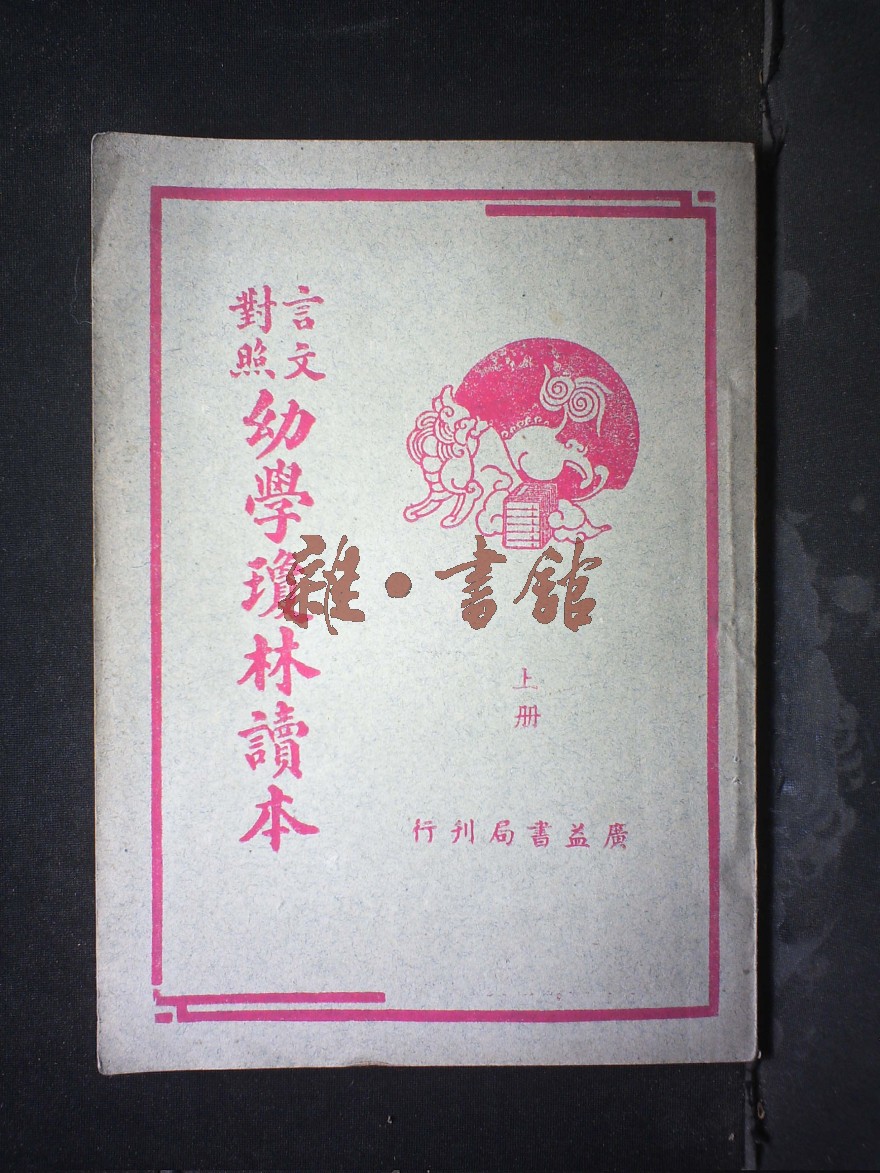 言文
對照
幼學瓊林讀本
上册
廣益書局刊行
雜·書館